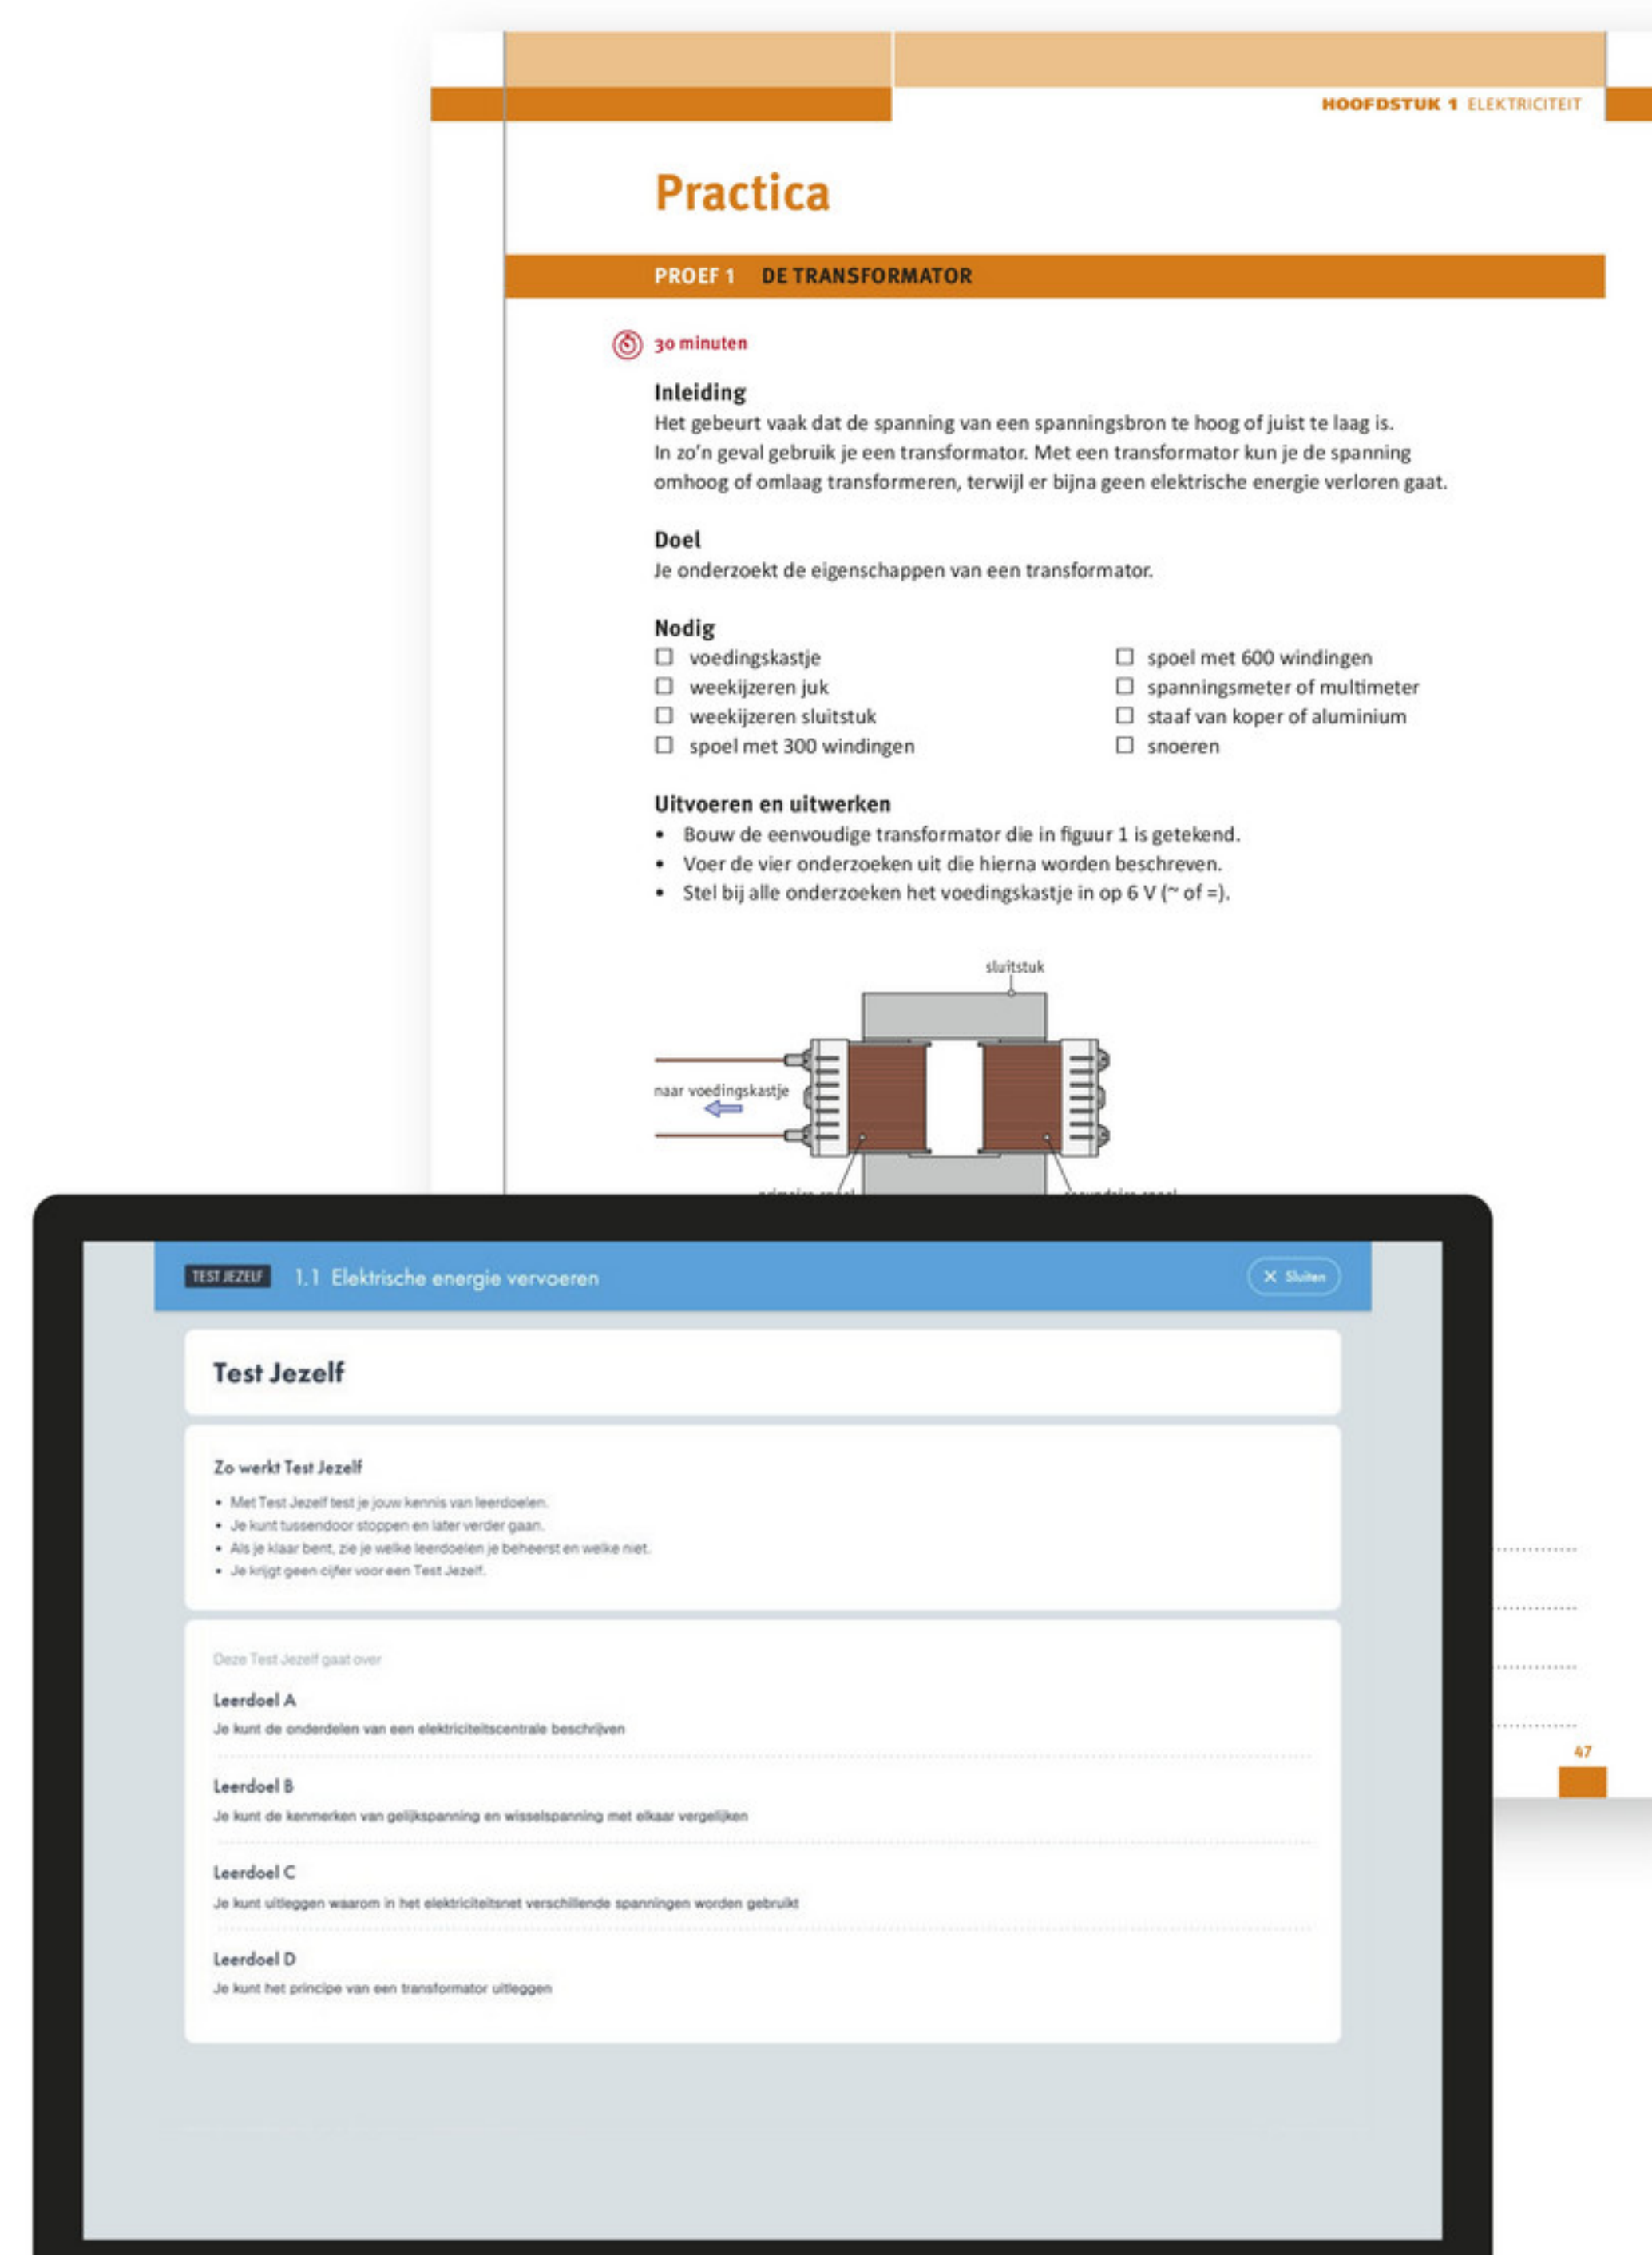 HOOFDSTUK 1 ELEKTRICITEIT
Practica
PROEF 1 DE TRANSFORMATOR
30 minuten
Inleiding
Het gebeurt vaak dat de spanning van een spanningsbron te hoog of juist te laag is.
In zo'n geval gebruik je een transformator. Met een transformator kun je de spanning
omhoog of omlaag transformeren, terwijl er bijna geen elektrische energie verloren gaat.
Doel
Je onderzoekt de eigenschappen van een transformator.
Nodig
☐ voedingskastje
☐ weekijzeren juk
☐ weekijzeren sluitstuk
☐ spoel met 300 windingen
☐ spoel met 600 windingen
☐ spanningsmeter of multimeter
☐ staaf van koper of aluminium
☐ snoeren
Uitvoeren en uitwerken
• Bouw de eenvoudige transformator die in figuur 1 is getekend.
• Voer de vier onderzoeken uit die hierna worden beschreven.
• Stel bij alle onderzoeken het voedingskastje in op 6 V (~ of =).
sluitstuk
naar voedingskastje
47
TEST JEZELF 1.1 Elektrische energie vervoeren
× Sluiten
Test Jezelf
Zo werkt Test Jezelf
• Met Test Jezelf test je jouw kennis van leerdoelen.
• Je kunt tussendoor stoppen en later verder gaan.
• Als je klaar bent, zie je welke leerdoelen je beheerst en welke niet.
• Je krijgt geen cijfer voor een Test Jezelf.
Deze Test Jezelf gaat over
Leerdoel A
Je kunt de onderdelen van een elektriciteitscentrale beschrijven
Leerdoel B
Je kunt de kenmerken van gelijkspanning en wisselspanning met elkaar vergelijken
Leerdoel C
Je kunt uitleggen waarom in het elektriciteitsnet verschillende spanningen worden gebruikt
Leerdoel D
Je kunt het principe van een transformator uitleggen